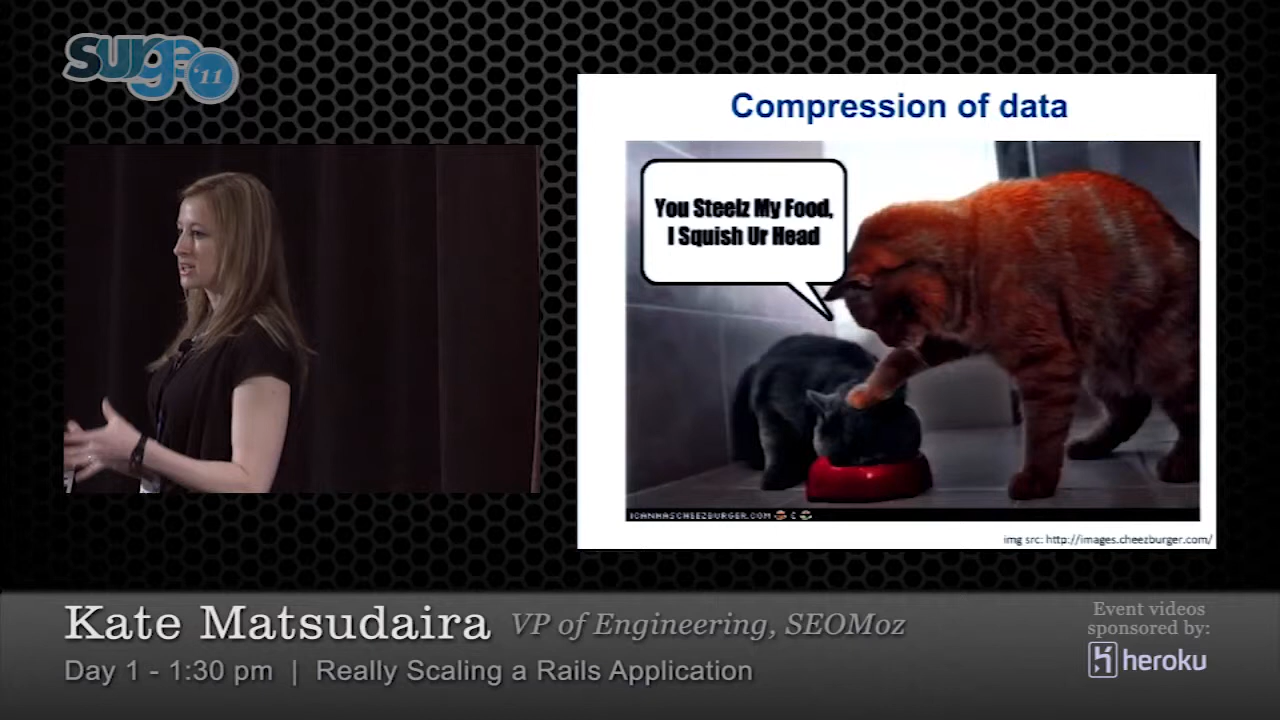 surge '11
Compression of data
You Steelz My Food,
I Squish Ur Head
ICANHASCHEEZBURGER.COM
img src: http://images.cheezburger.com/
Kate Matsudaira VP of Engineering, SEOMoz
Day 1 - 1:30 pm | Really Scaling a Rails Application
Event videos
sponsored by:
heroku